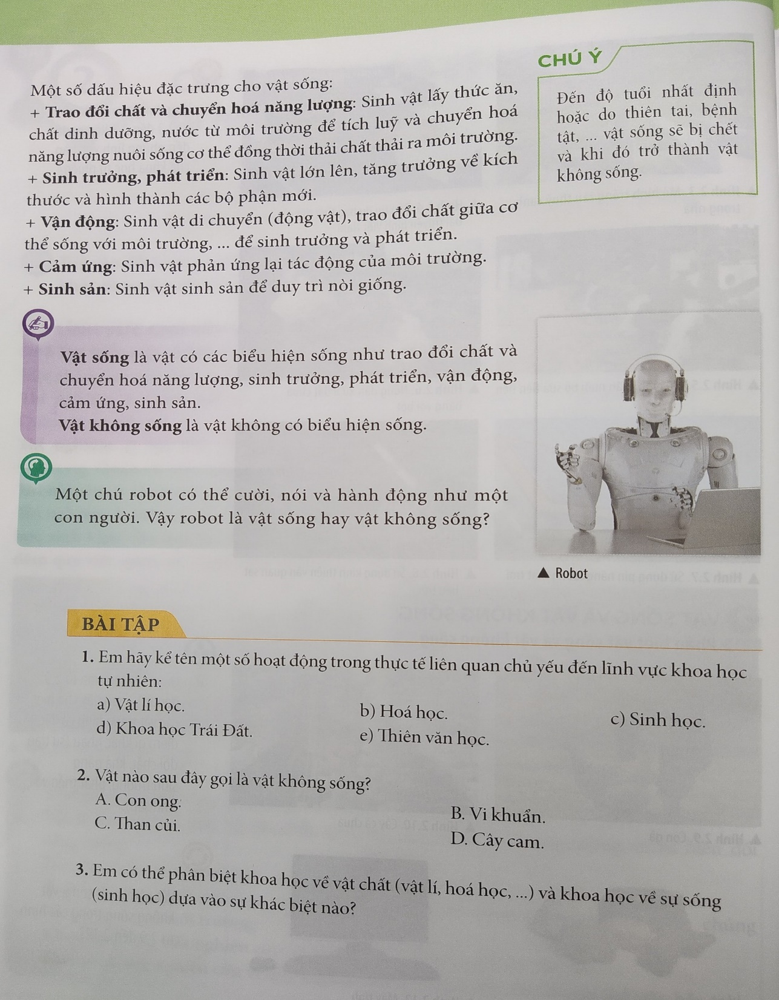 Một số dấu hiệu đặc trưng cho vật sống:
+ Trao đổi chất và chuyển hoá năng lượng: Sinh vật lấy thức ăn,
chất dinh dưỡng, nước từ môi trường để tích luỹ và chuyển hoá
năng lượng nuôi sống cơ thể đồng thời thải chất thải ra môi trường.
+ Sinh trưởng, phát triển: Sinh vật lớn lên, tăng trưởng về kích
thước và hình thành các bộ phận mới.
+ Vận động: Sinh vật di chuyển (động vật), trao đổi chất giữa cơ
thể sống với môi trường, ... để sinh trưởng và phát triển.
+ Cảm ứng: Sinh vật phản ứng lại tác động của môi trường.
+ Sinh sản: Sinh vật sinh sản để duy trì nòi giống.
CHÚ Ý
Đến độ tuổi nhất định
hoặc do thiên tai, bệnh
tật, ... vật sống sẽ bị chết
và khi đó trở thành vật
không sống.
Vật sống là vật có các biểu hiện sống như trao đổi chất và
chuyển hoá năng lượng, sinh trưởng, phát triển, vận động,
cảm ứng, sinh sản.
Vật không sống là vật không có biểu hiện sống.
Một chú robot có thể cười, nói và hành động như một
con người. Vậy robot là vật sống hay vật không sống?
▲ Robot
BÀI TẬP
1. Em hãy kể tên một số hoạt động trong thực tế liên quan chủ yếu đến lĩnh vực khoa học
tự nhiên:
a) Vật lí học.
b) Hoá học.
c) Sinh học.
d) Khoa học Trái Đất.
e) Thiên văn học.
2. Vật nào sau đây gọi là vật không sống?
A. Con ong.
B. Vi khuẩn.
C. Than củi.
D. Cây cam.
3. Em có thể phân biệt khoa học về vật chất (vật lí, hoá học, ...) và khoa học về sự sống
(sinh học) dựa vào sự khác biệt nào?